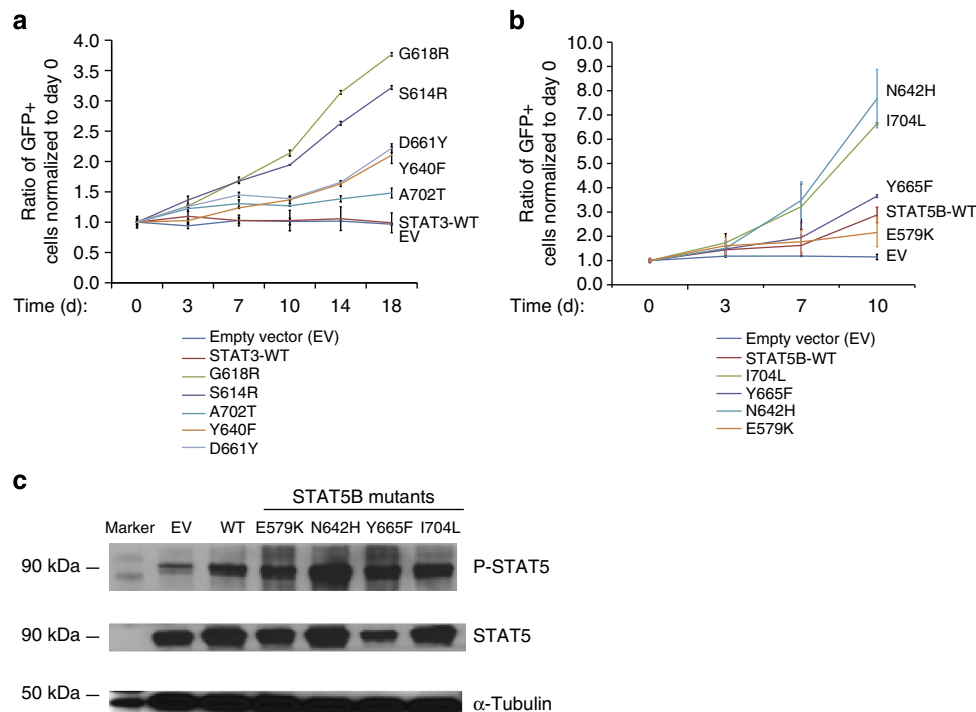 a
Ratio of GFP+
cells normalized to day 0
4.0
3.5
3.0
2.5
2.0
1.5
1.0
0.5
0.0
G618R
S614R
D661Y
Y640F
A702T
STAT3-WT
EV
Time (d): 0 3 7 10 14 18
Empty vector (EV)
STAT3-WT
G618R
S614R
A702T
Y640F
D661Y
b
Ratio of GFP+
cells normalized to day 0
10.0
9.0
8.0
7.0
6.0
5.0
4.0
3.0
2.0
1.0
0.0
N642H
I704L
Y665F
STAT5B-WT
E579K
EV
Time (d): 0 3 7 10
Empty vector (EV)
STAT5B-WT
I704L
Y665F
N642H
E579K
c
STAT5B mutants
Marker EV WT E579K N642H Y665F I704L
90 kDa P-STAT5
90 kDa STAT5
50 kDa α-Tubulin